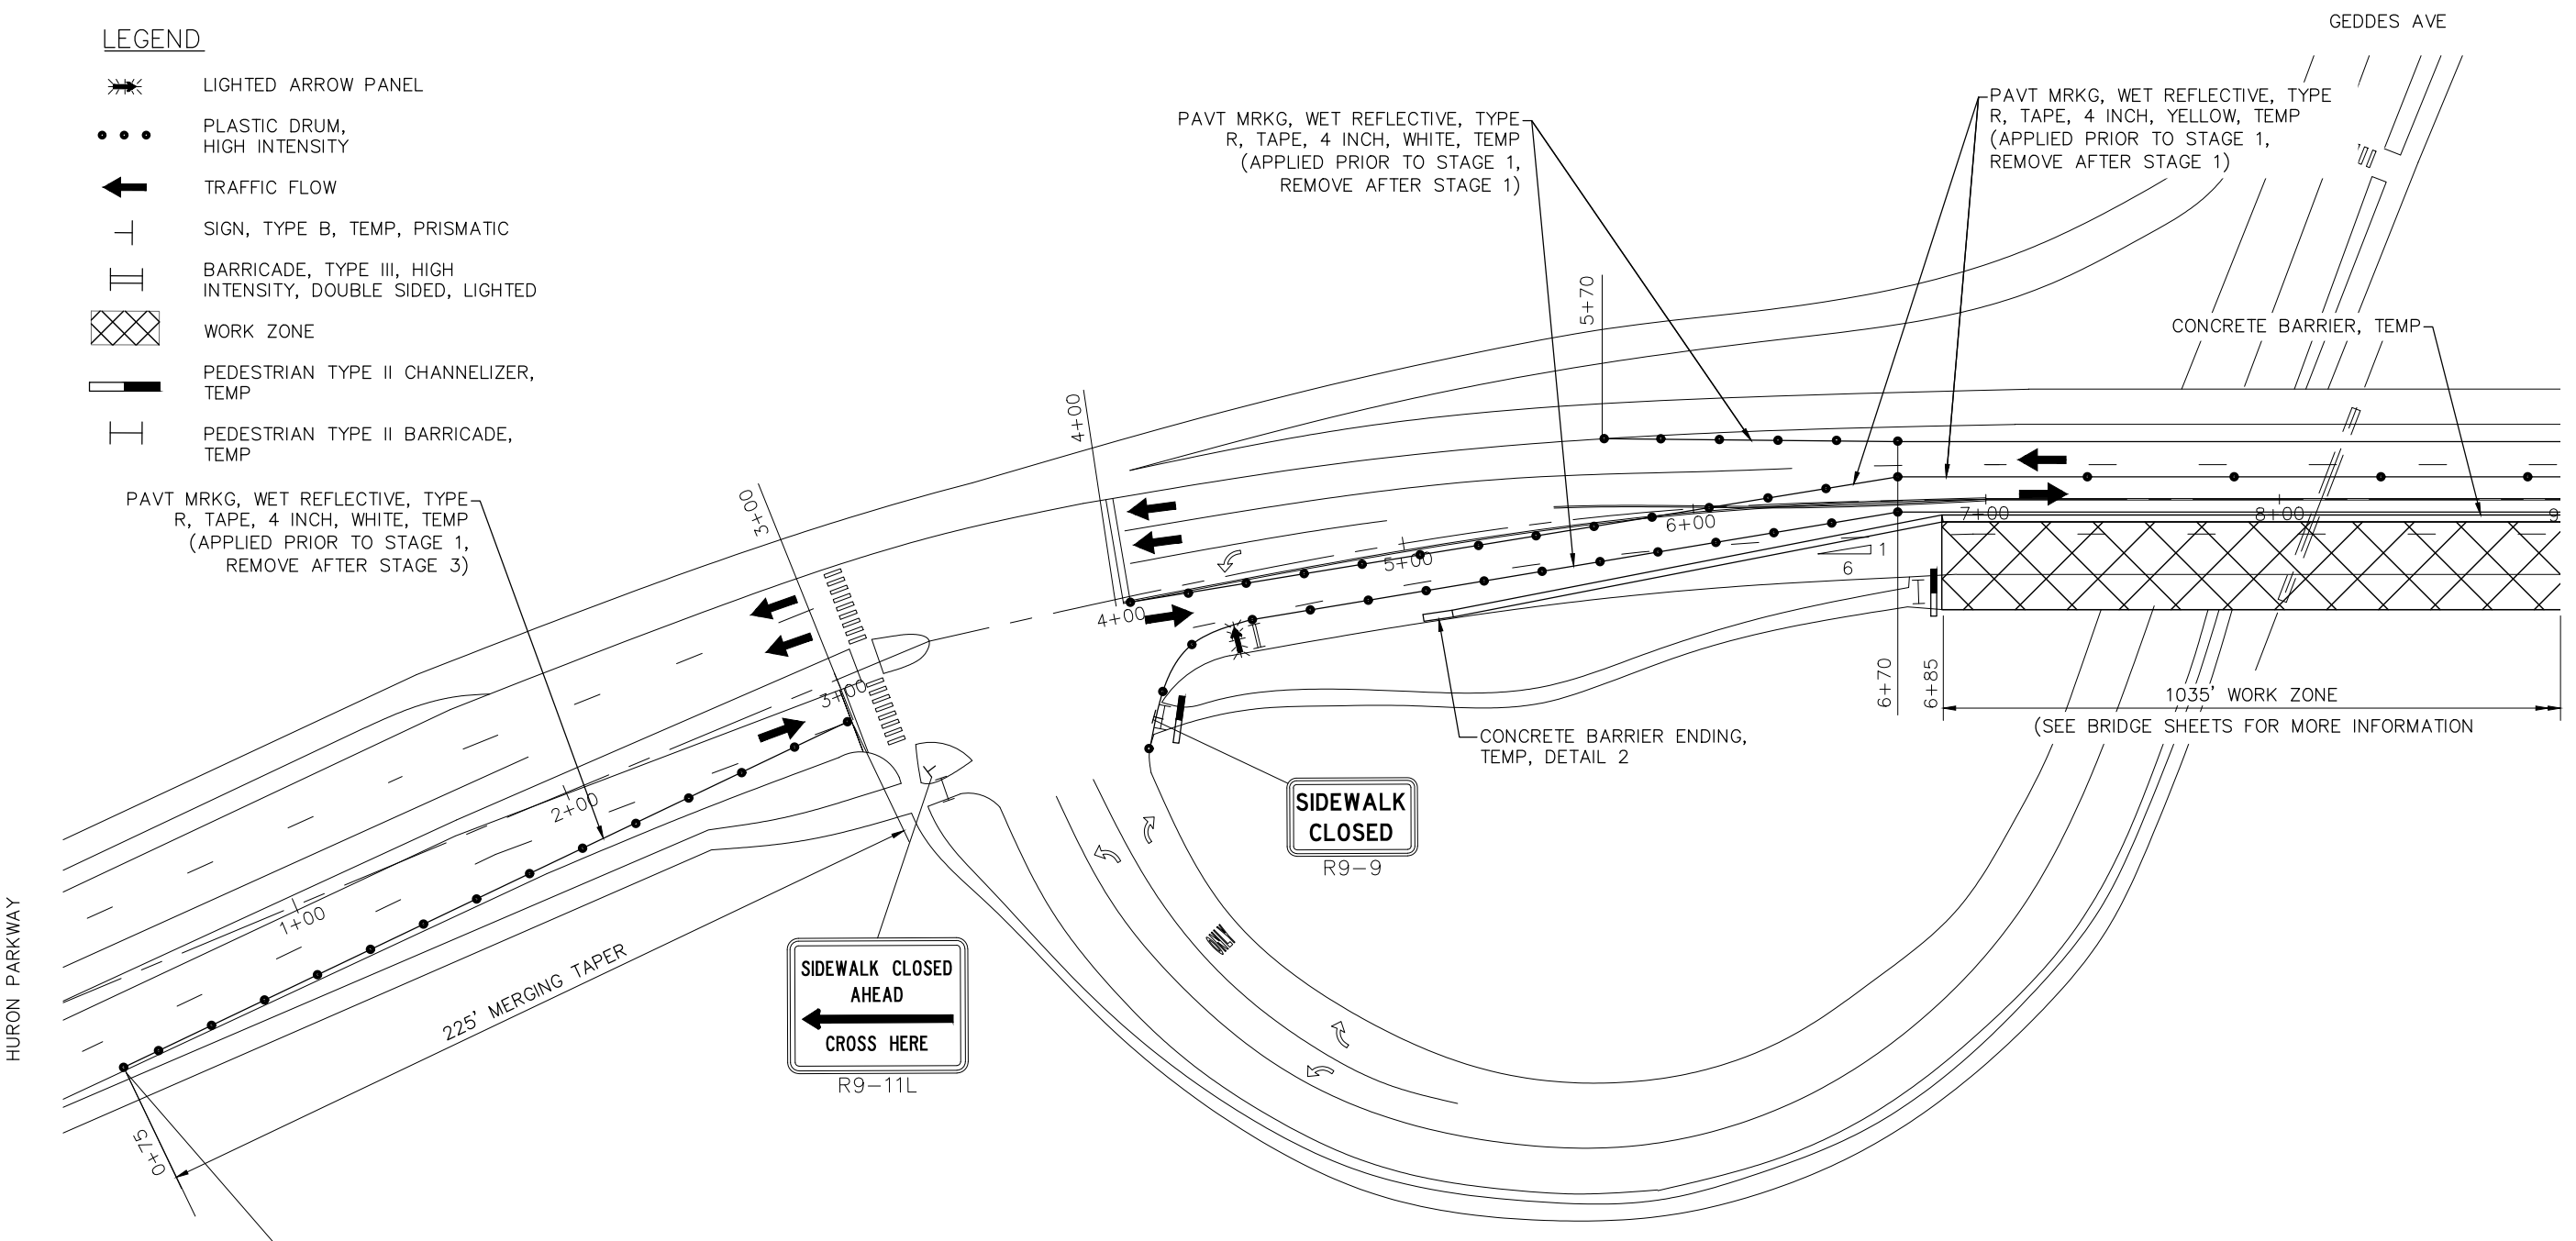 LEGEND
LIGHTED ARROW PANEL
PLASTIC DRUM,
HIGH INTENSITY
TRAFFIC FLOW
SIGN, TYPE B, TEMP, PRISMATIC
BARRICADE, TYPE III, HIGH
INTENSITY, DOUBLE SIDED, LIGHTED
WORK ZONE
PEDESTRIAN TYPE II CHANNELIZER,
TEMP
PEDESTRIAN TYPE II BARRICADE,
TEMP
PAVT MRKG, WET REFLECTIVE, TYPE
R, TAPE, 4 INCH, WHITE, TEMP
(APPLIED PRIOR TO STAGE 1,
REMOVE AFTER STAGE 3)
PAVT MRKG, WET REFLECTIVE, TYPE
R, TAPE, 4 INCH, WHITE, TEMP
(APPLIED PRIOR TO STAGE 1,
REMOVE AFTER STAGE 1)
GEDDES AVE
PAVT MRKG, WET REFLECTIVE, TYPE
R, TAPE, 4 INCH, YELLOW, TEMP
(APPLIED PRIOR TO STAGE 1,
REMOVE AFTER STAGE 1)
CONCRETE BARRIER, TEMP
5+70
4+00
3+00
4+00
5+00
6+00
7+00
8+00
9
1
6
3+00
2+00
1+00
6+70
6+85
1035' WORK ZONE
(SEE BRIDGE SHEETS FOR MORE INFORMATION
CONCRETE BARRIER ENDING,
TEMP, DETAIL 2
SIDEWALK
CLOSED
R9-9
ONLY
SIDEWALK CLOSED
AHEAD
CROSS HERE
R9-11L
225' MERGING TAPER
0+75
HURON PARKWAY